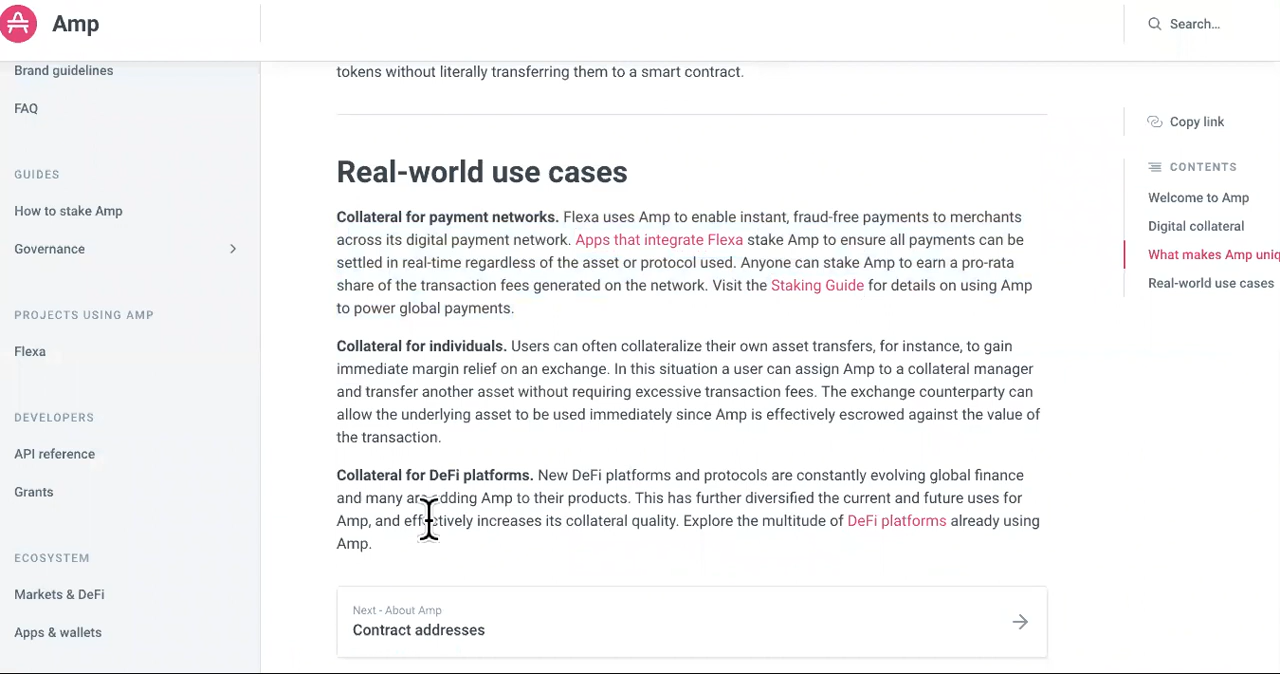 Amp
Search...
Brand guidelines
FAQ
GUIDES
How to stake Amp
Governance
PROJECTS USING AMP
Flexa
DEVELOPERS
API reference
Grants
ECOSYSTEM
Markets & DeFi
Apps & wallets
tokens without literally transferring them to a smart contract.
Real-world use cases
Collateral for payment networks. Flexa uses Amp to enable instant, fraud-free payments to merchants
across its digital payment network. Apps that integrate Flexa stake Amp to ensure all payments can be
settled in real-time regardless of the asset or protocol used. Anyone can stake Amp to earn a pro-rata
share of the transaction fees generated on the network. Visit the Staking Guide for details on using Amp
to power global payments.
Collateral for individuals. Users can often collateralize their own asset transfers, for instance, to gain
immediate margin relief on an exchange. In this situation a user can assign Amp to a collateral manager
and transfer another asset without requiring excessive transaction fees. The exchange counterparty can
allow the underlying asset to be used immediately since Amp is effectively escrowed against the value of
the transaction.
Collateral for DeFi platforms. New DeFi platforms and protocols are constantly evolving global finance
and many are adding Amp to their products. This has further diversified the current and future uses for
Amp, and effectively increases its collateral quality. Explore the multitude of DeFi platforms already using
Amp.
Next - About Amp
Contract addresses
Copy link
CONTENTS
Welcome to Amp
Digital collateral
What makes Amp uniq
Real-world use cases